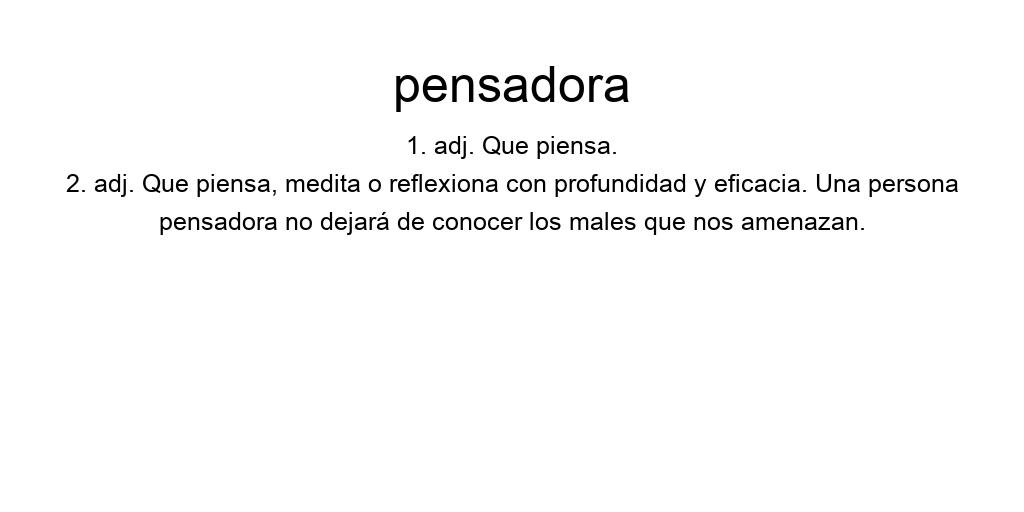 pensadora
1. adj. Que piensa.
2. adj. Que piensa, medita o reflexiona con profundidad y eficacia. Una persona
pensadora no dejará de conocer los males que nos amenazan.